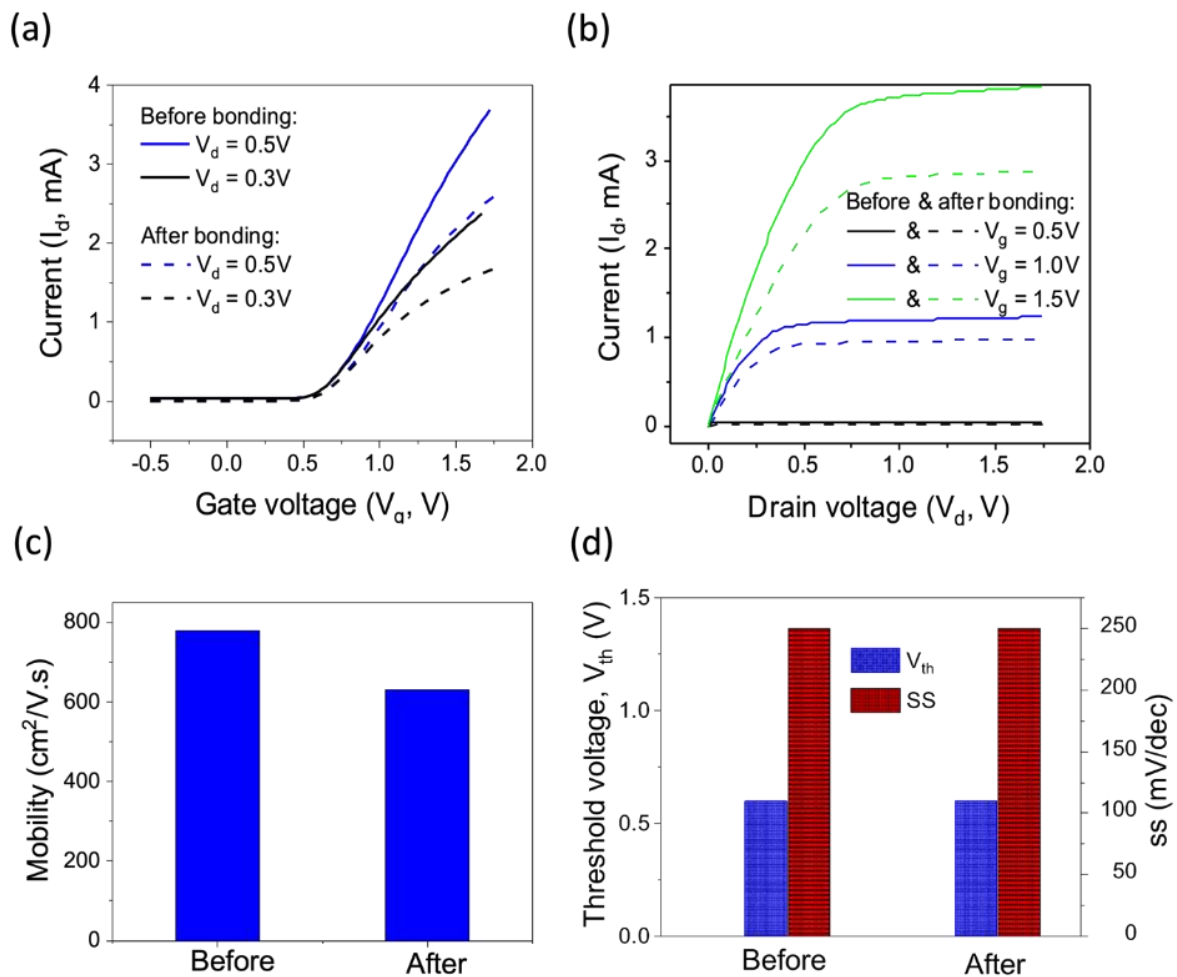 (a)
4
3
2
1
0
Current (I_d, mA)
Before bonding:
V_d = 0.5V
V_d = 0.3V
After bonding:
V_d = 0.5V
V_d = 0.3V
-0.5 0.0 0.5 1.0 1.5 2.0
Gate voltage (V_g, V)
(b)
3
2
1
0
Current (I_d, mA)
Before & after bonding:
& V_g = 0.5V
& V_g = 1.0V
& V_g = 1.5V
0.0 0.5 1.0 1.5 2.0
Drain voltage (V_d, V)
(c)
800
600
400
200
0
Mobility (cm²/V.s)
Before After
(d)
1.5
1.0
0.5
0.0
Threshold voltage, V_th (V)
V_th
SS
250
200
150
100
50
0
ss (mV/dec)
Before After